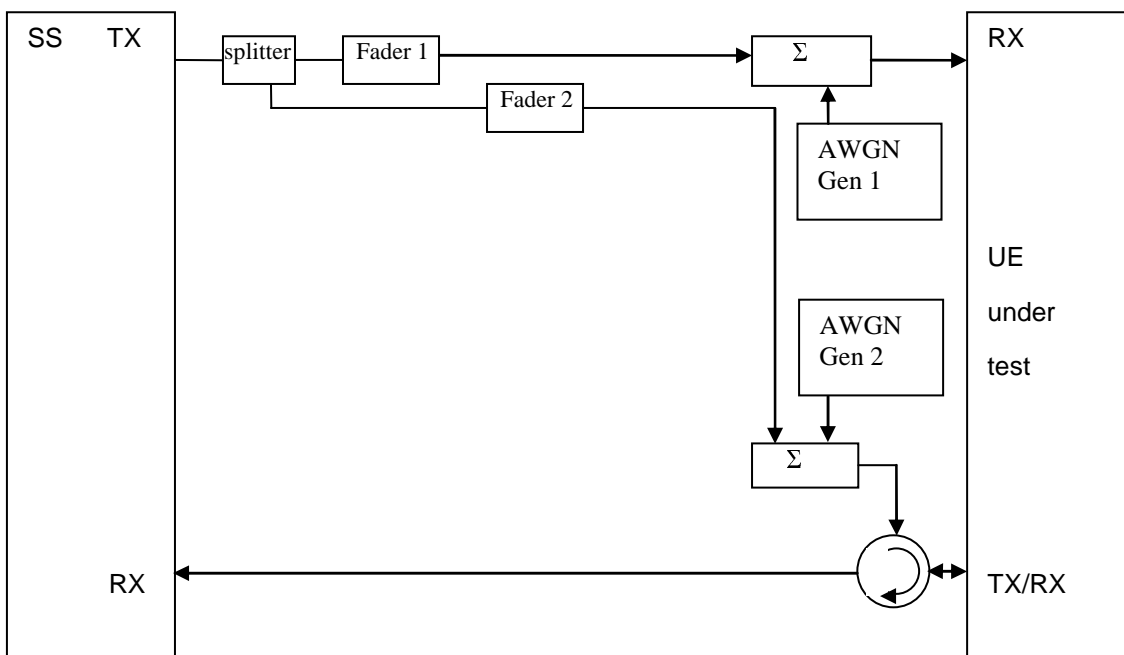 SS TX
splitter
Fader 1
Σ
RX
Fader 2
AWGN
Gen 1
UE
under
test
AWGN
Gen 2
Σ
RX
TX/RX